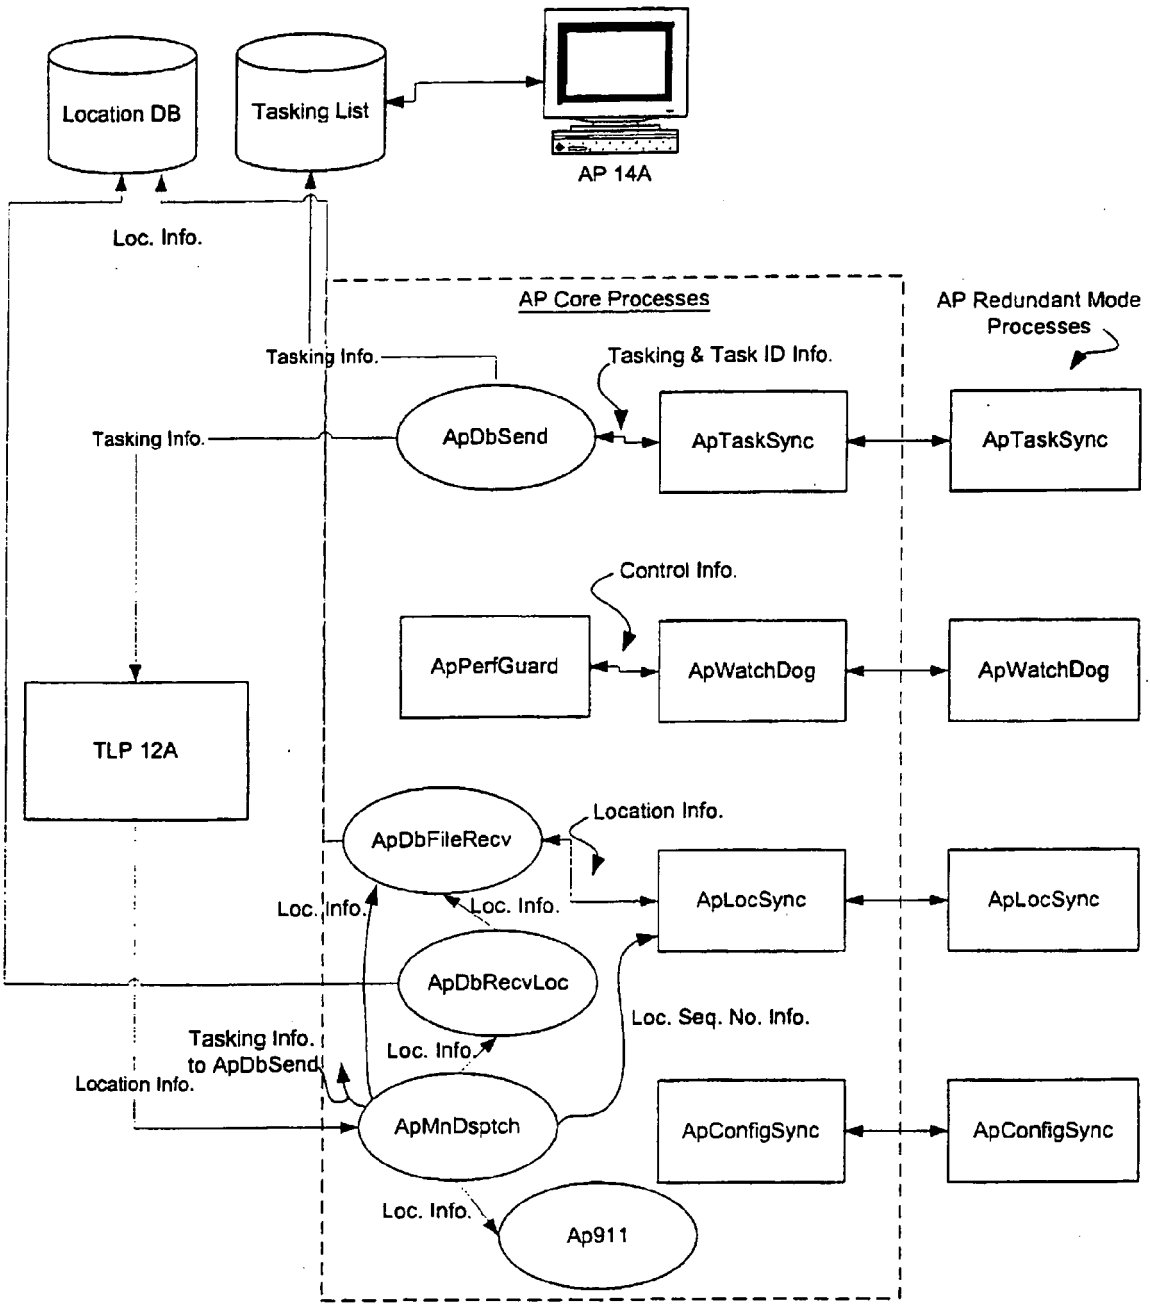 Location DB
Tasking List
AP 14A
Loc. Info.
AP Core Processes
AP Redundant Mode
Processes
Tasking Info.
Tasking & Task ID Info.
Tasking Info.
ApDbSend
ApTaskSync
ApTaskSync
Control Info.
ApPerfGuard
ApWatchDog
ApWatchDog
TLP 12A
Location Info.
ApDbFileRecv
Loc. Info.
Loc. Info.
ApLocSync
ApLocSync
ApDbRecvLoc
Loc. Seq. No. Info.
Tasking Info.
to ApDbSend
Loc. Info.
Location Info.
ApMnDsptch
ApConfigSync
ApConfigSync
Loc. Info.
Ap911